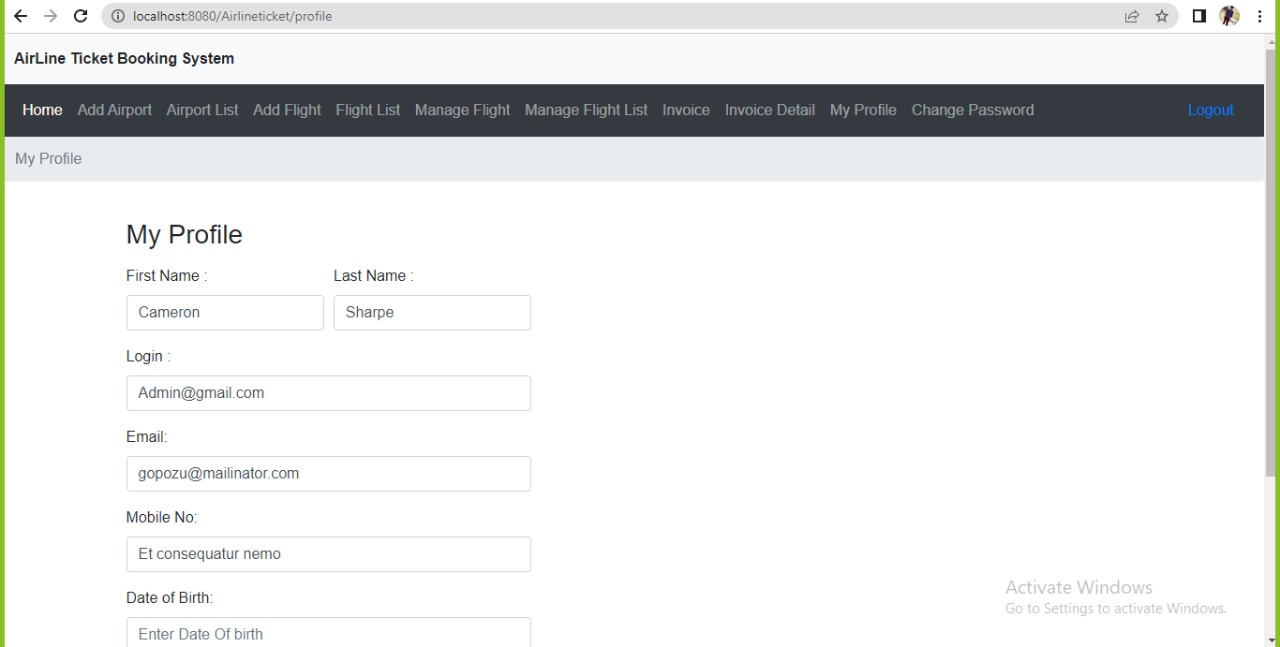 localhost:8080/Airlineticket/profile
AirLine Ticket Booking System
Home Add Airport Airport List Add Flight Flight List Manage Flight Manage Flight List Invoice Invoice Detail My Profile Change Password Logout
My Profile
My Profile
First Name : Last Name :
Cameron Sharpe
Login :
Admin@gmail.com
Email:
gopozu@mailinator.com
Mobile No:
Et consequatur nemo
Date of Birth:
Enter Date Of birth
Activate Windows
Go to Settings to activate Windows.